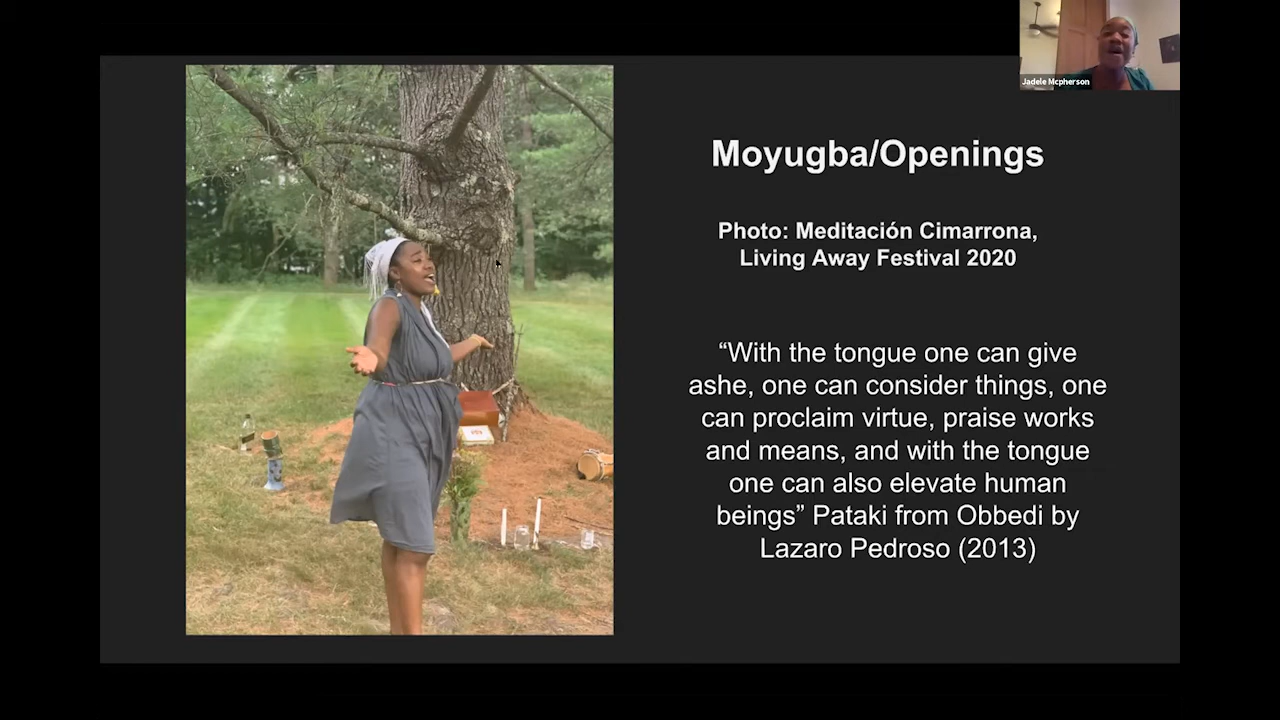 Jadele Mcpherson
Moyugba/Openings
Photo: Meditación Cimarrona,
Living Away Festival 2020
“With the tongue one can give
ashe, one can consider things, one
can proclaim virtue, praise works
and means, and with the tongue
one can also elevate human
beings” Pataki from Obbedi by
Lazaro Pedroso (2013)